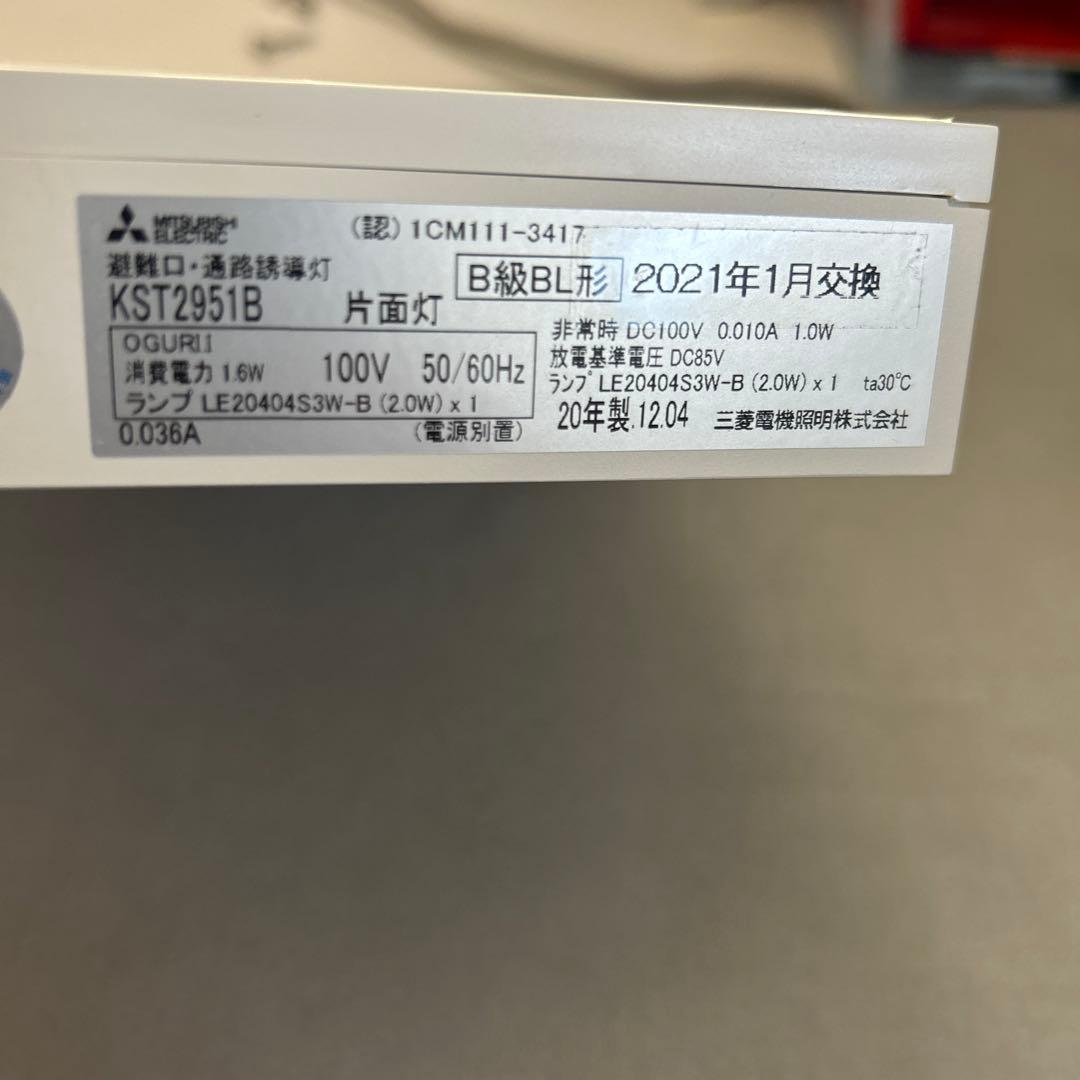 MITSUBISHI
ELECTRIC
(認) 1CM111-3417
避難口・通路誘導灯
B級BL形
2021年1月交換
KST2951B 片面灯
消費電力 1.6W 100V 50/60Hz
ランプ LE20404S3W-B (2.0W) x 1
0.036A (電源別置)
非常時 DC100V 0.010A 1.0W
放電基準電圧 DC85V
ランプ LE20404S3W-B (2.0W) x 1 ta30℃
20年製.12.04 三菱電機照明株式会社